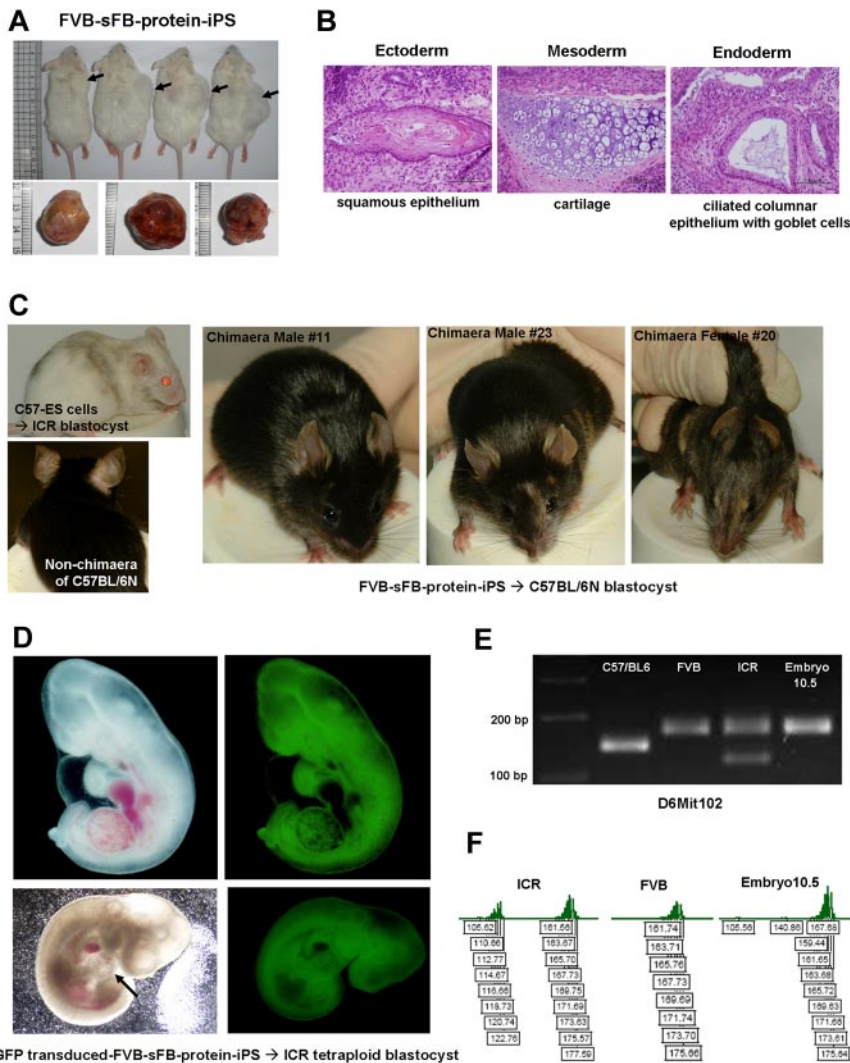 A
FVB-sFB-protein-iPS
B
Ectoderm
Mesoderm
Endoderm
squamous epithelium
cartilage
ciliated columnar
epithelium with goblet cells
C
C57-ES cells
→ ICR blastocyst
Non-chimaera
of C57BL/6N
Chimaera Male #11
Chimaera Male #23
Chimaera Female #20
FVB-sFB-protein-iPS → C57BL/6N blastocyst
D
GFP transduced-FVB-sFB-protein-iPS → ICR tetraploid blastocyst
E
C57/BL6
FVB
ICR
Embryo
10.5
200 bp
100 bp
D6Mit102
F
ICR
FVB
Embryo10.5
105.62
110.66
112.77
114.67
116.66
118.73
120.74
122.76
161.56
163.67
165.70
167.73
169.75
171.69
173.63
175.57
177.59
161.74
163.71
165.76
167.73
169.69
171.74
173.70
175.66
105.56
140.86
167.68
159.44
161.65
163.68
165.72
169.63
171.68
173.61
175.64